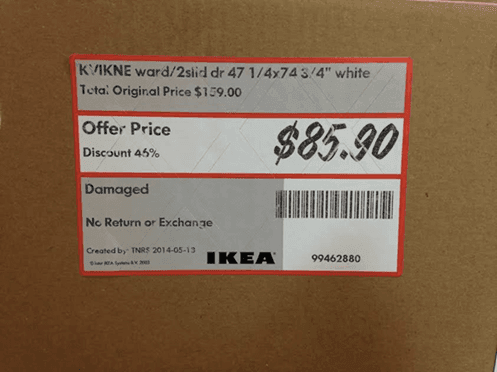 KVIKNE ward/2slid dr 47 1/4x74 3/4" white
Total Original Price $159.00
Offer Price
$85.90
Discount 46%
Damaged
No Return or Exchange
Created by: TNR5 2014-05-13
IKEA
99462880